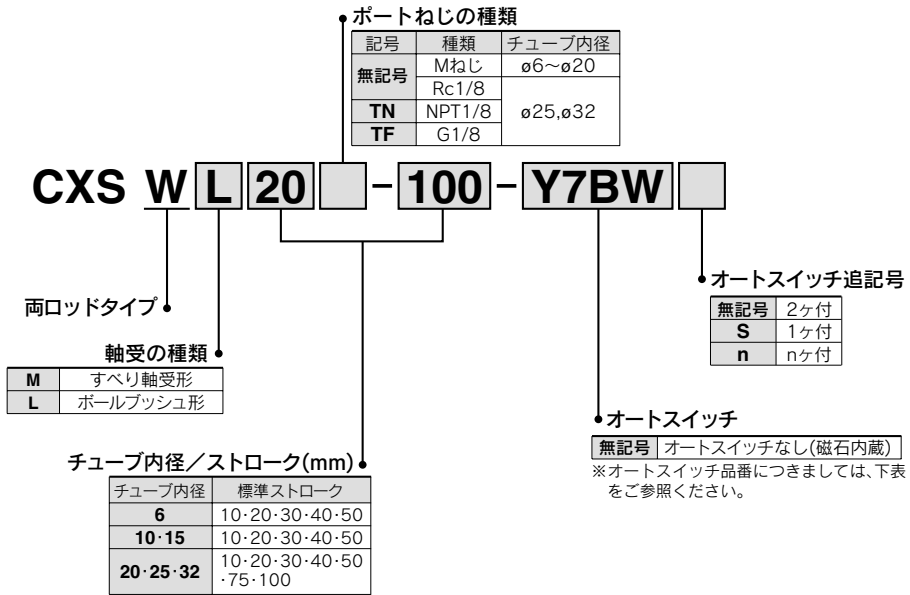 ポートねじの種類
記号 種類 チューブ内径
無記号 Mねじ ø6〜ø20
Rc1/8 ø25,ø32
TN NPT1/8
TF G1/8
CXS W L 20 - 100 - Y7BW
両ロッドタイプ
軸受の種類
M すべり軸受形
L ボールブッシュ形
チューブ内径／ストローク(mm)
チューブ内径 標準ストローク
6 10·20·30·40·50
10·15 10·20·30·40·50
20·25·32 10·20·30·40·50
·75·100
オートスイッチ追記号
無記号 2ヶ付
S 1ヶ付
n nヶ付
オートスイッチ
無記号 オートスイッチなし(磁石内蔵)
※オートスイッチ品番につきましては、下表
をご参照ください。